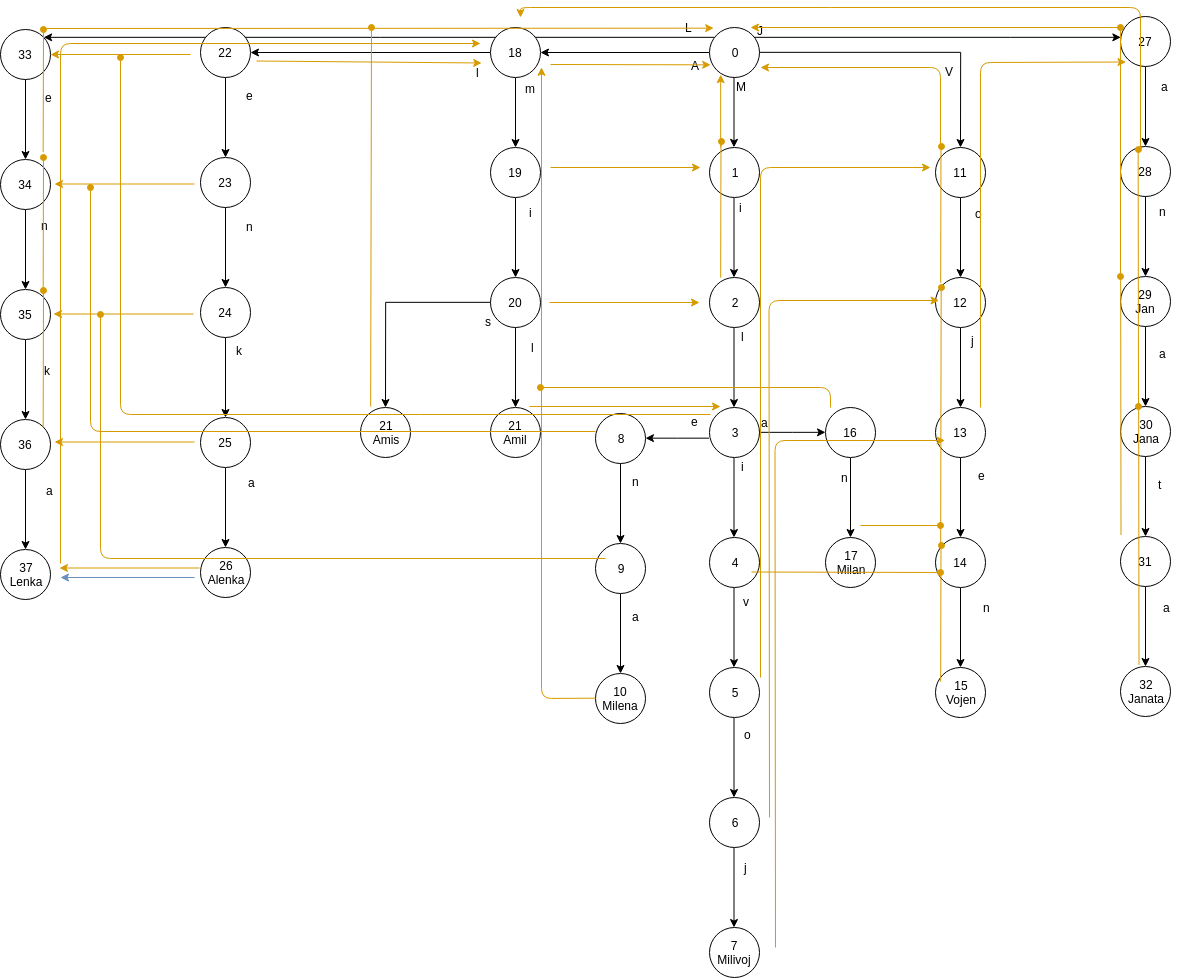 L
J
33
22
18
0
27
A
l
V
e
e
m
M
a
34
23
19
1
11
28
n
n
i
i
o
n
35
24
20
2
12
29
Jan
s
k
k
l
l
j
a
36
25
21
Amis
21
Amil
8
e
3
a
16
13
30
Jana
a
a
n
i
n
e
t
37
Lenka
26
Alenka
9
4
17
Milan
14
31
a
v
n
a
10
Milena
5
15
Vojen
32
Janata
o
6
j
7
Milivoj